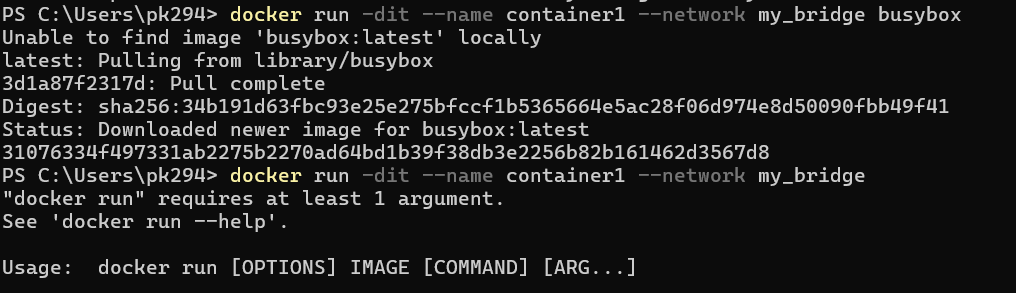 PS C:\Users\pk294> docker run -dit --name container1 --network my_bridge busybox
Unable to find image 'busybox:latest' locally
latest: Pulling from library/busybox
3d1a87f2317d: Pull complete
Digest: sha256:34b191d63fbc93e25e275bfccf1b5365664e5ac28f06d974e8d50090fbb49f41
Status: Downloaded newer image for busybox:latest
31076334f497331ab2275b2270ad64bd1b39f38db3e2256b82b161462d3567d8
PS C:\Users\pk294> docker run -dit --name container1 --network my_bridge
"docker run" requires at least 1 argument.
See 'docker run --help'.
Usage:  docker run [OPTIONS] IMAGE [COMMAND] [ARG...]